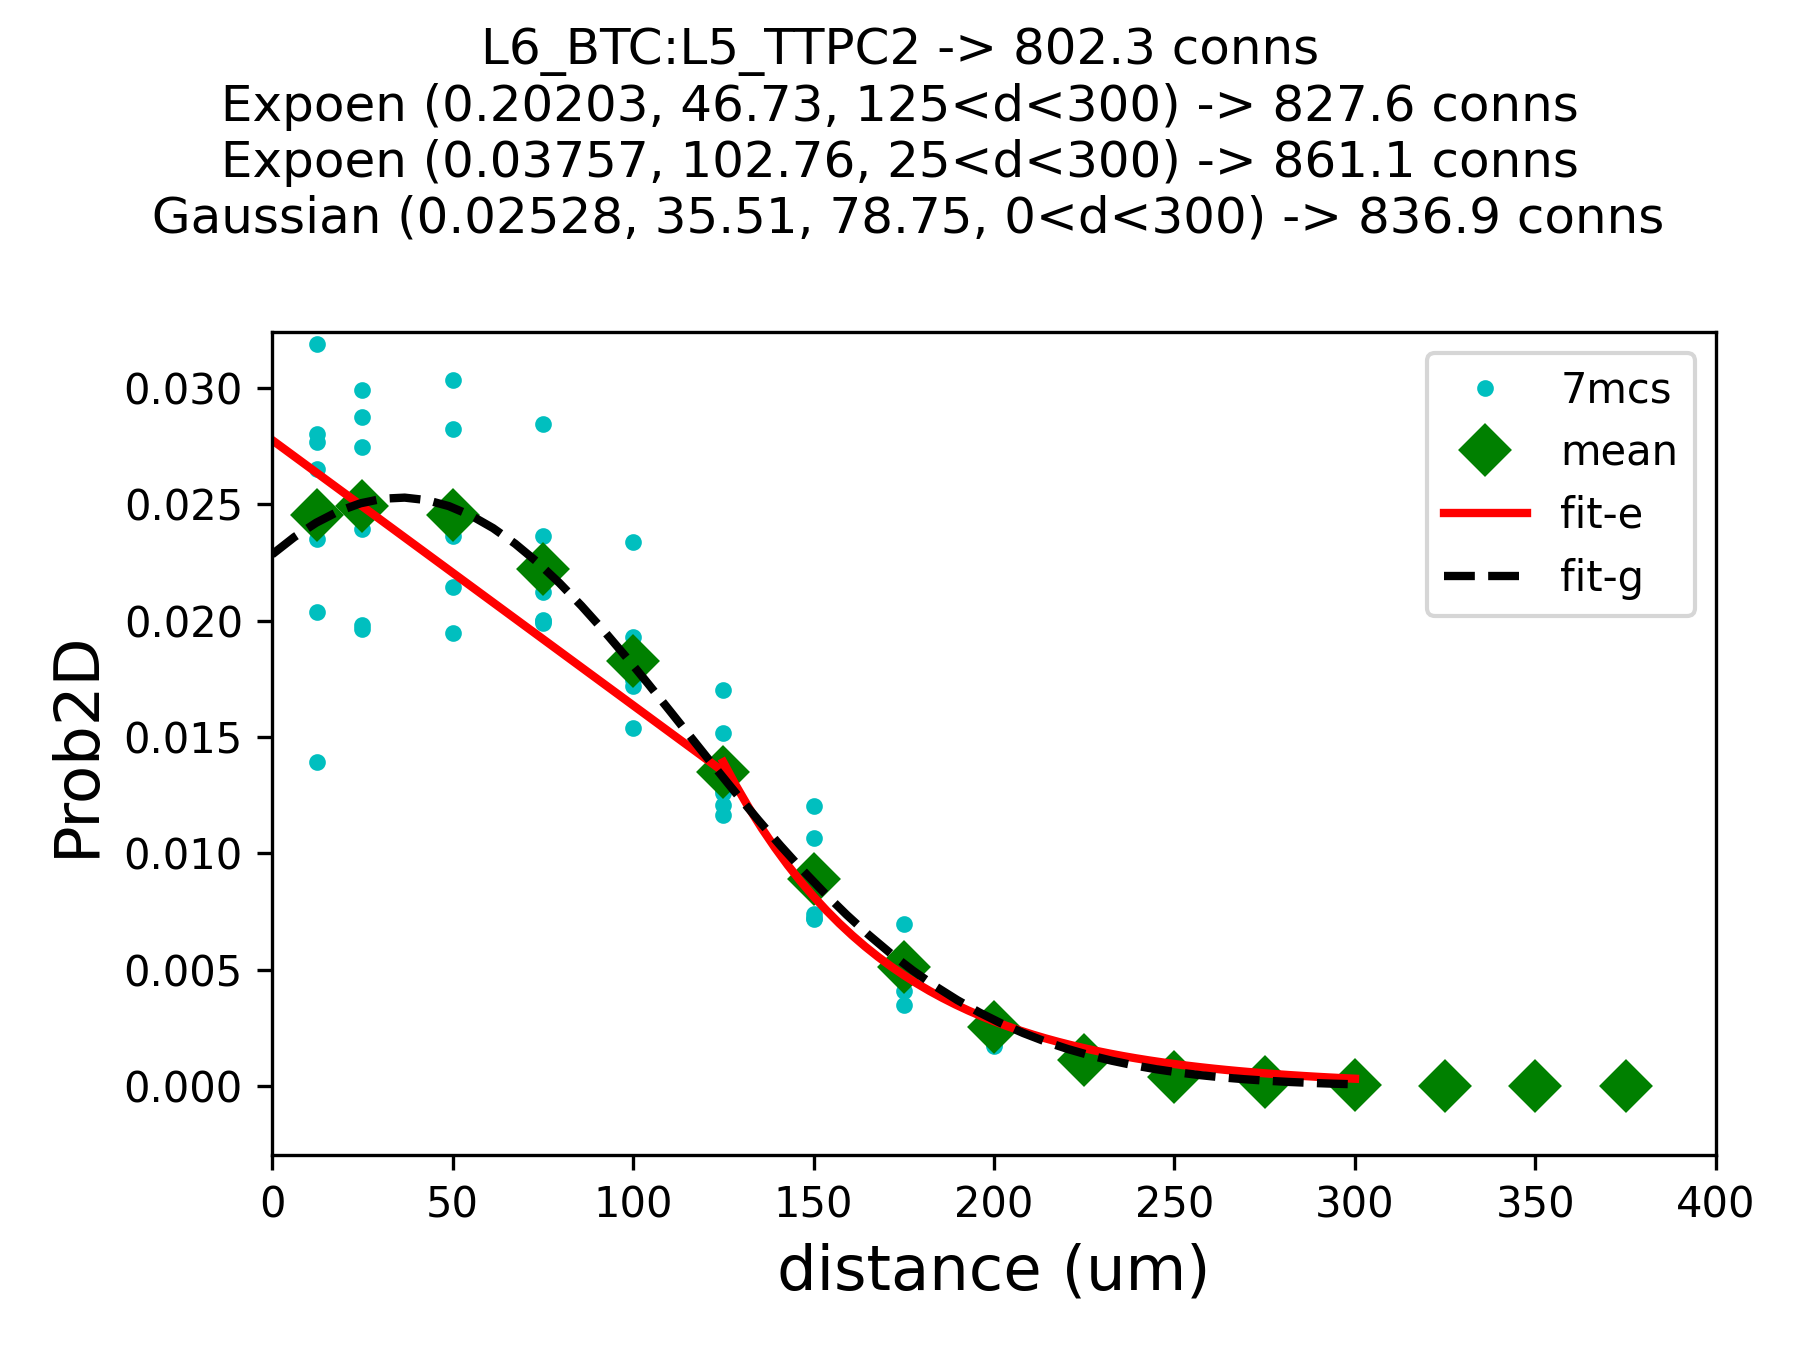 L6_BTC:L5_TTPC2 -> 802.3 conns
Expoen (0.20203, 46.73, 125<d<300) -> 827.6 conns
Expoen (0.03757, 102.76, 25<d<300) -> 861.1 conns
Gaussian (0.02528, 35.51, 78.75, 0<d<300) -> 836.9 conns
7mcs
mean
fit-e
fit-g
Prob2D
0.030
0.025
0.020
0.015
0.010
0.005
0.000
0 50 100 150 200 250 300 350 400
distance (um)